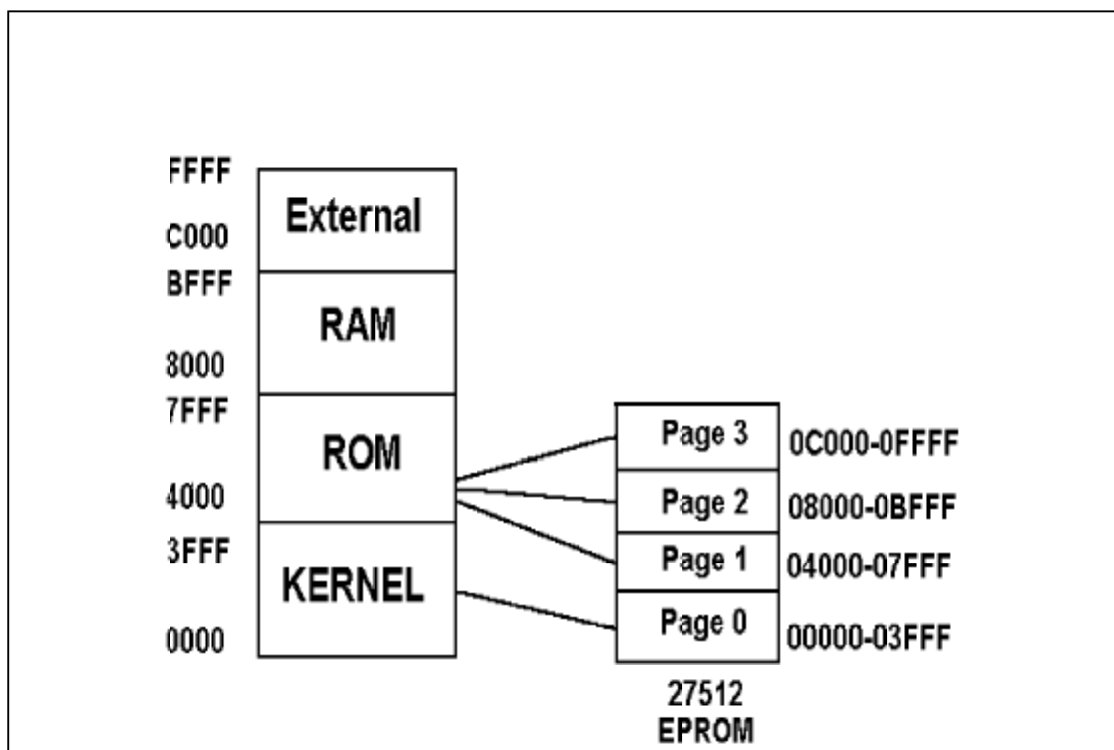 FFFF
External
C000
BFFF
RAM
8000
7FFF
ROM
4000
3FFF
KERNEL
0000
Page 3 0C000-0FFFF
Page 2 08000-0BFFF
Page 1 04000-07FFF
Page 0 00000-03FFF
27512
EPROM